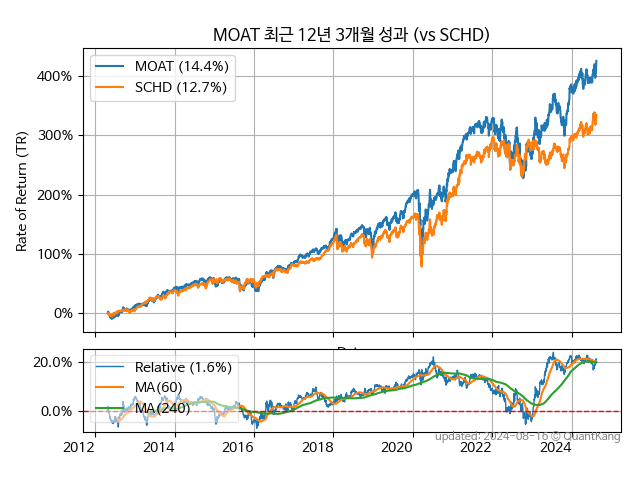 MOAT 최근 12년 3개월 성과 (vs SCHD)
Rate of Return (TR)
400%
300%
200%
100%
0%
MOAT (14.4%)
SCHD (12.7%)
20.0%
0.0%
Relative (1.6%)
MA(60)
MA(240)
2012 2014 2016 2018 2020 2022 2024
updated: 2024-08-16 © QuantKang